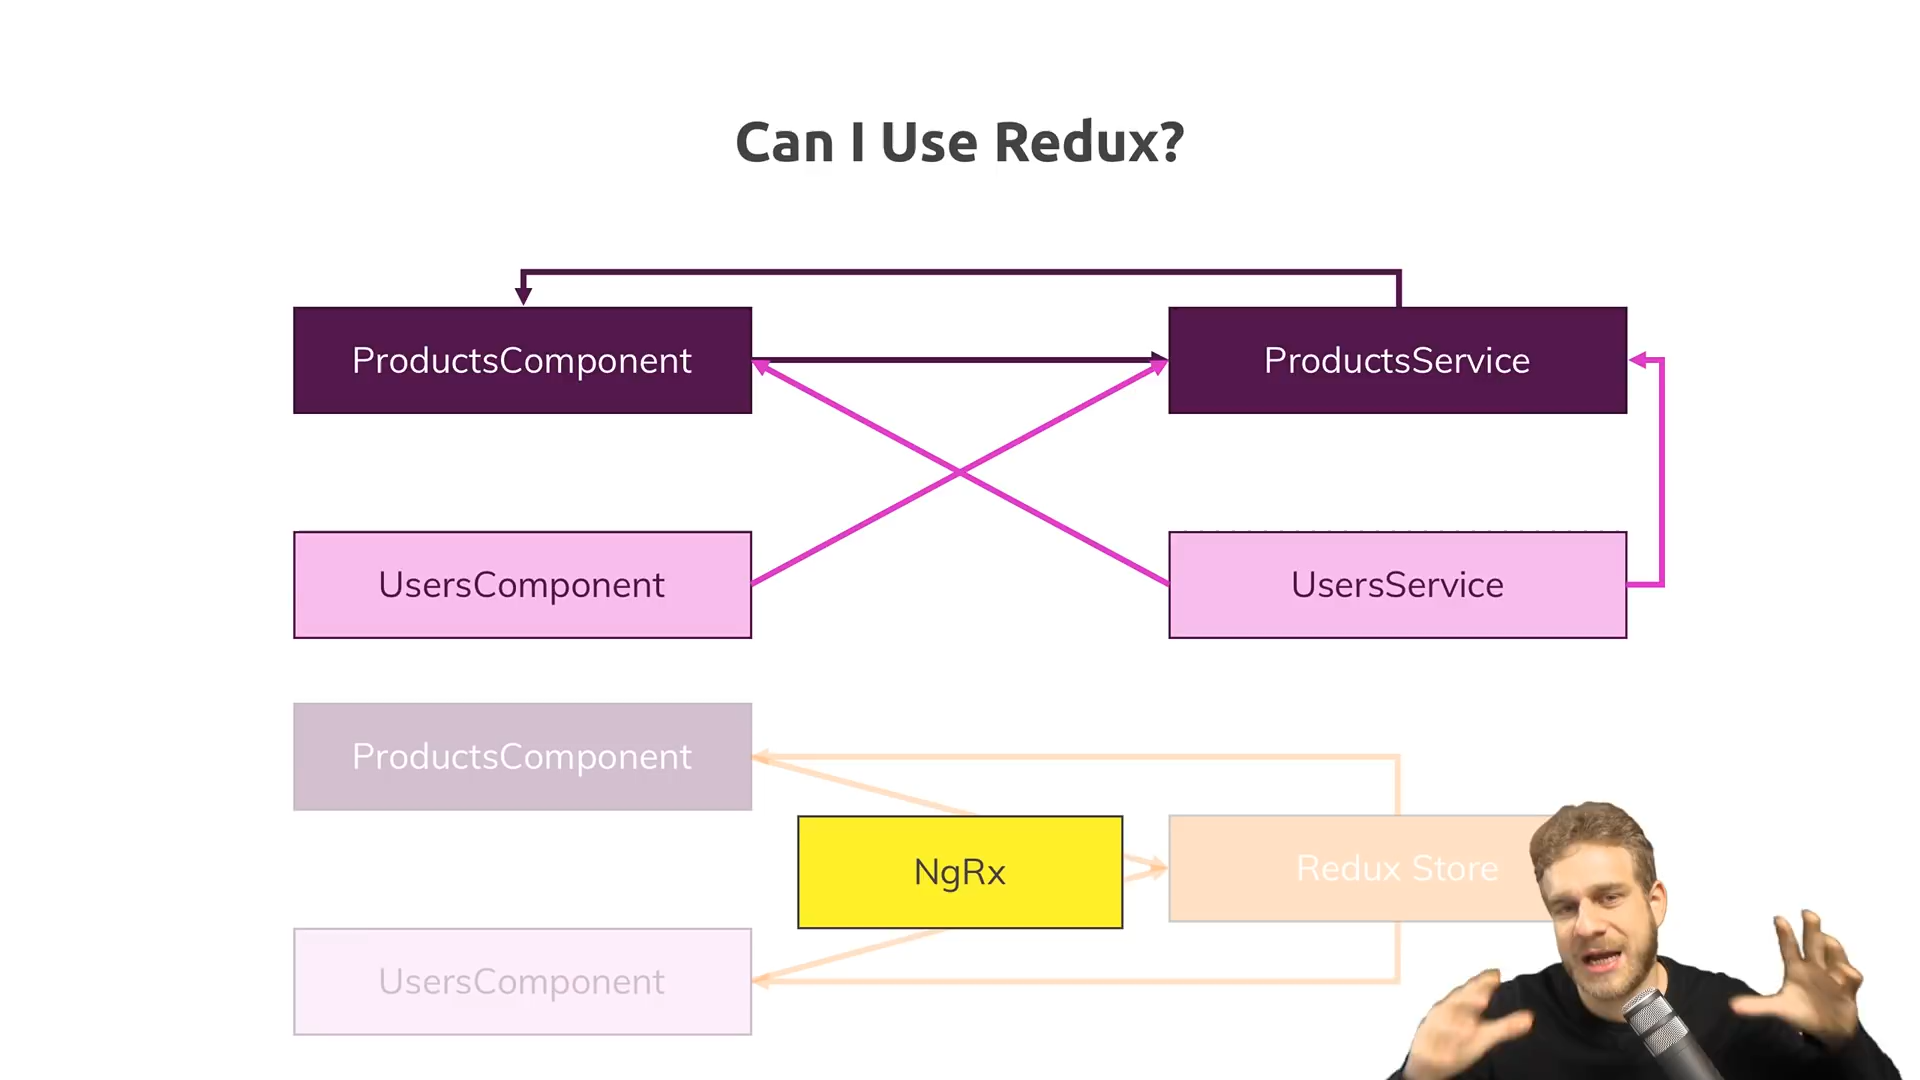 Can I Use Redux?
ProductsComponent
ProductsService
UsersComponent
UsersService
ProductsComponent
NgRx
Redux Store
UsersComponent